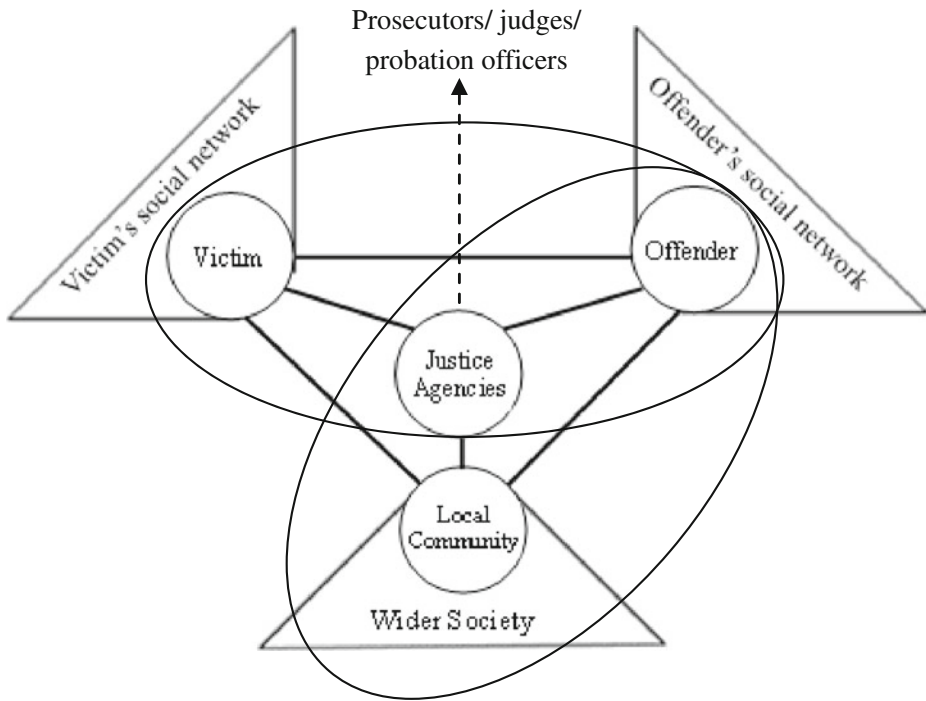 Prosecutors/ judges/
probation officers
Victim's social network
Offender's social network
Victim
Offender
Justice
Agencies
Local
Community
Wider Society